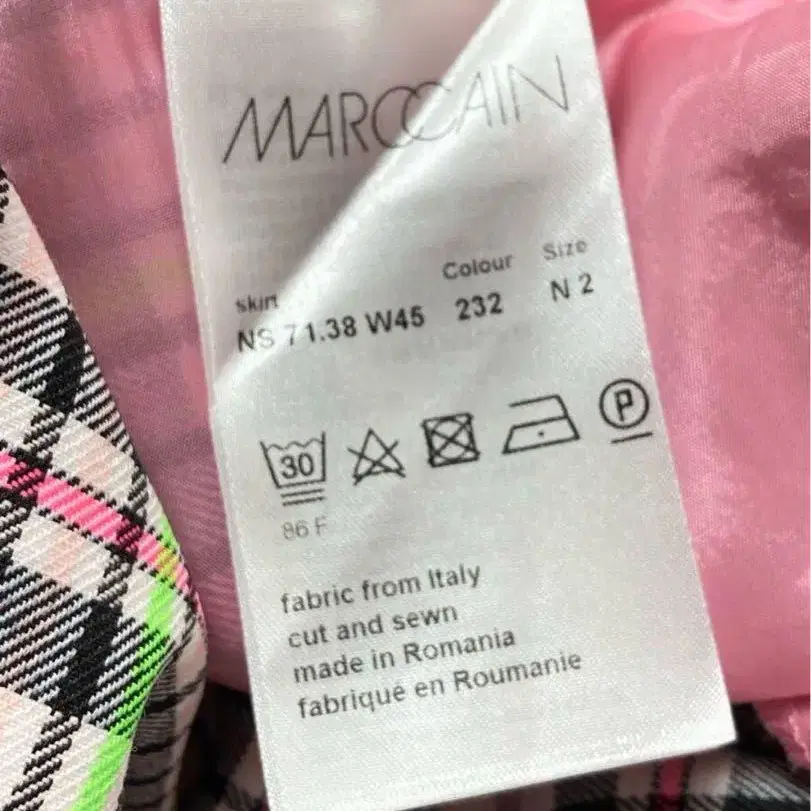 MARCCAIN
skirt Colour Size
NS 71.38 W45 232 N 2
30 P
86 F
fabric from Italy
cut and sewn
made in Romania
fabriqué en Roumanie